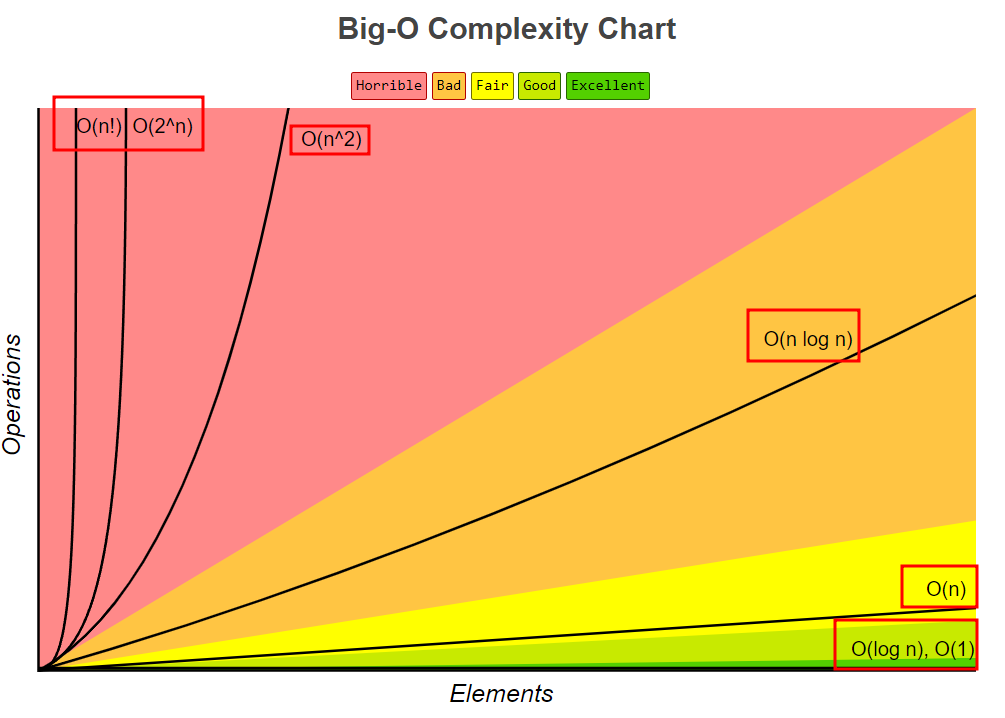 Big-O Complexity Chart
Horrible Bad Fair Good Excellent
O(n!) O(2^n)
O(n^2)
O(n log n)
O(n)
O(log n), O(1)
Operations
Elements